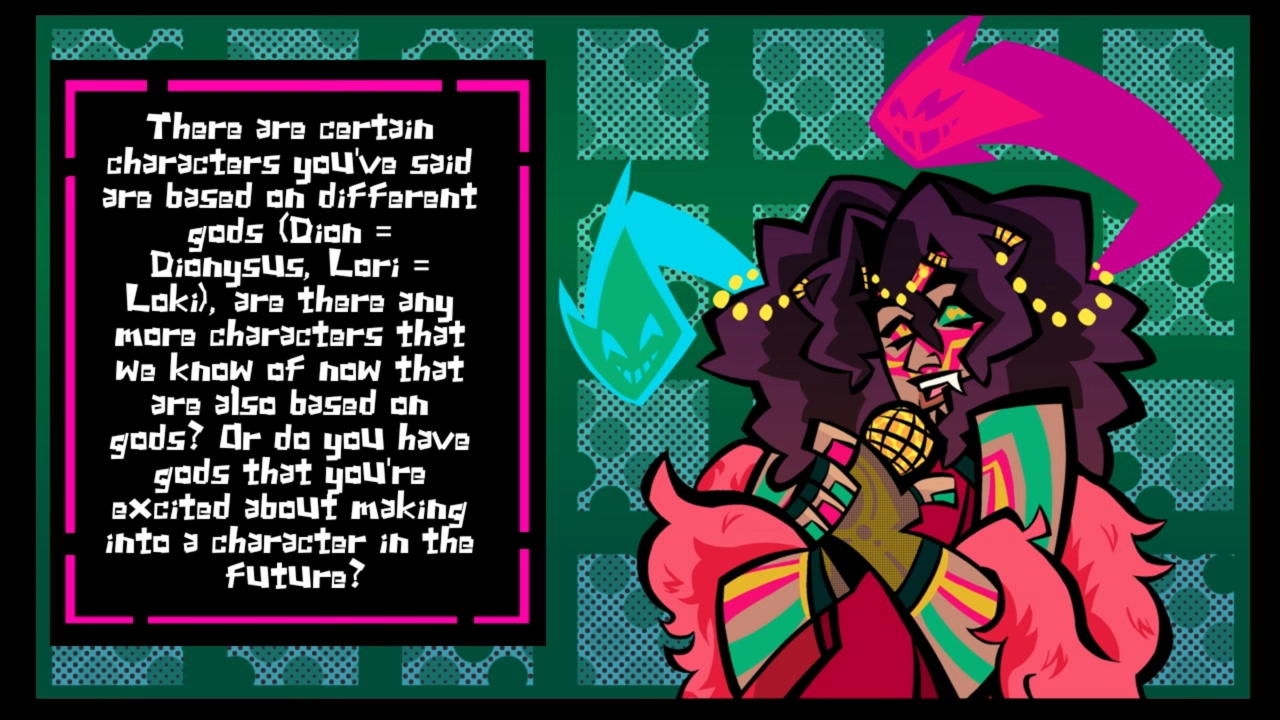 There are certain
characters you've said
are based on different
gods (Dion =
Dionysus, Lori =
Loki), are there any
more characters that
we know of now that
are also based on
gods? Or do you have
gods that you're
excited about making
into a character in the
future?